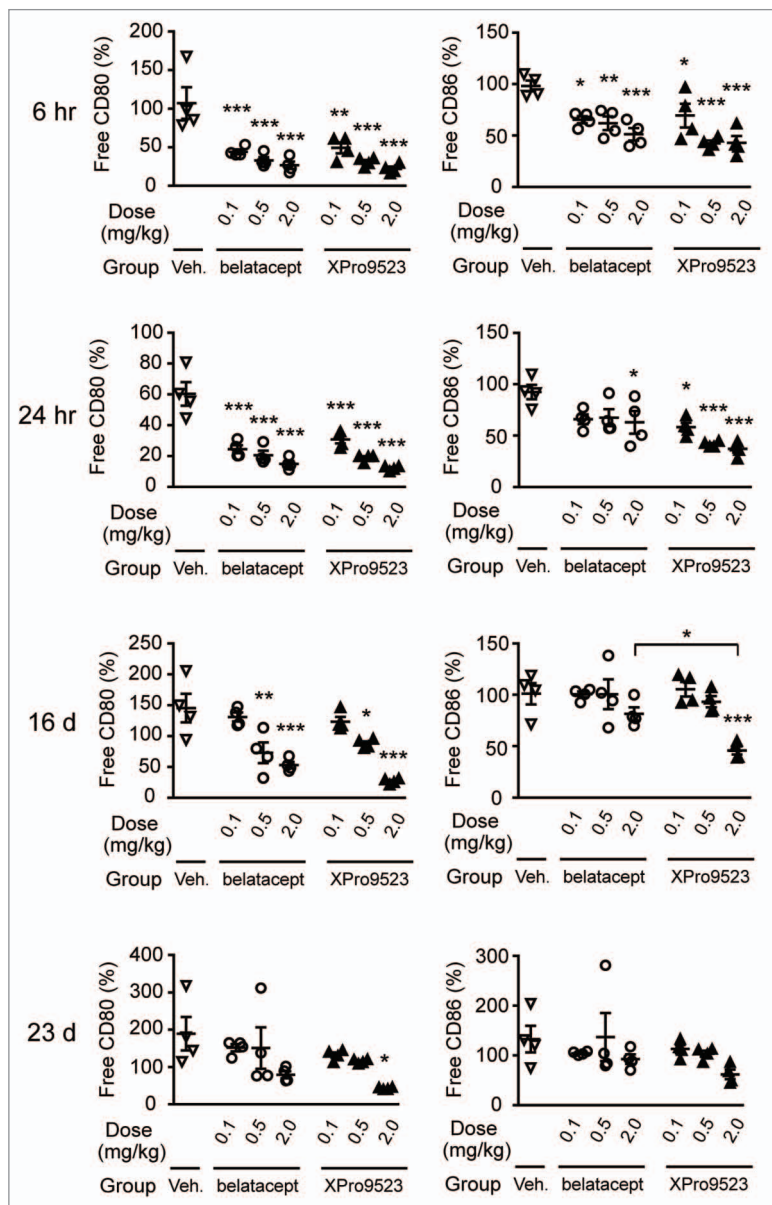 6 hr
Free CD80 (%)
200
150
100
50
0
*** *** *** ** *** ***
Dose (mg/kg) 0.1 0.5 2.0 0.1 0.5 2.0
Group Veh. belatacept XPro9523
Free CD86 (%)
150
100
50
0
* ** *** * *** ***
Dose (mg/kg) 0.1 0.5 2.0 0.1 0.5 2.0
Group Veh. belatacept XPro9523
24 hr
Free CD80 (%)
100
80
60
40
20
0
*** *** *** *** *** ***
Dose (mg/kg) 0.1 0.5 2.0 0.1 0.5 2.0
Group Veh. belatacept XPro9523
Free CD86 (%)
150
100
50
0
* * *** ***
Dose (mg/kg) 0.1 0.5 2.0 0.1 0.5 2.0
Group Veh. belatacept XPro9523
16 d
Free CD80 (%)
250
200
150
100
50
0
** *** * ***
Dose (mg/kg) 0.1 0.5 2.0 0.1 0.5 2.0
Group Veh. belatacept XPro9523
Free CD86 (%)
150
100
50
0
* ***
Dose (mg/kg) 0.1 0.5 2.0 0.1 0.5 2.0
Group Veh. belatacept XPro9523
23 d
Free CD80 (%)
400
300
200
100
0
*
Dose (mg/kg) 0.1 0.5 2.0 0.1 0.5 2.0
Group Veh. belatacept XPro9523
Free CD86 (%)
300
200
100
0
Dose (mg/kg) 0.1 0.5 2.0 0.1 0.5 2.0
Group Veh. belatacept XPro9523